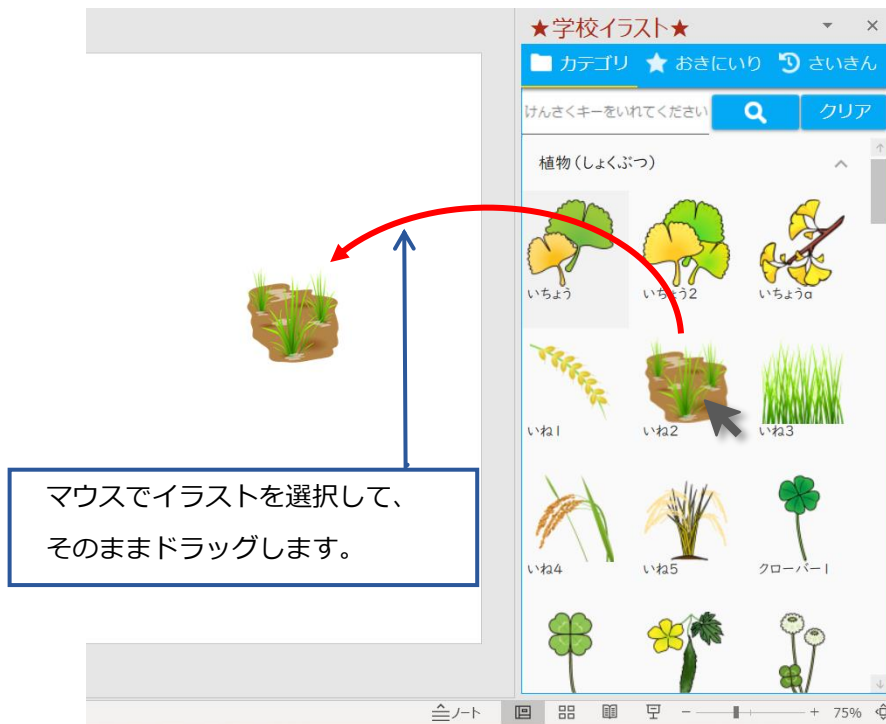 ★学校イラスト★
カテゴリ ★ おきにいり さいきん
けんさくキーをいれてください クリア
植物(しょくぶつ)
いちょう いちょう2 いちょうa
いね1 いね2 いね3
マウスでイラストを選択して、
そのままドラッグします。
いね4 いね5 クローバー1
ノート 75%